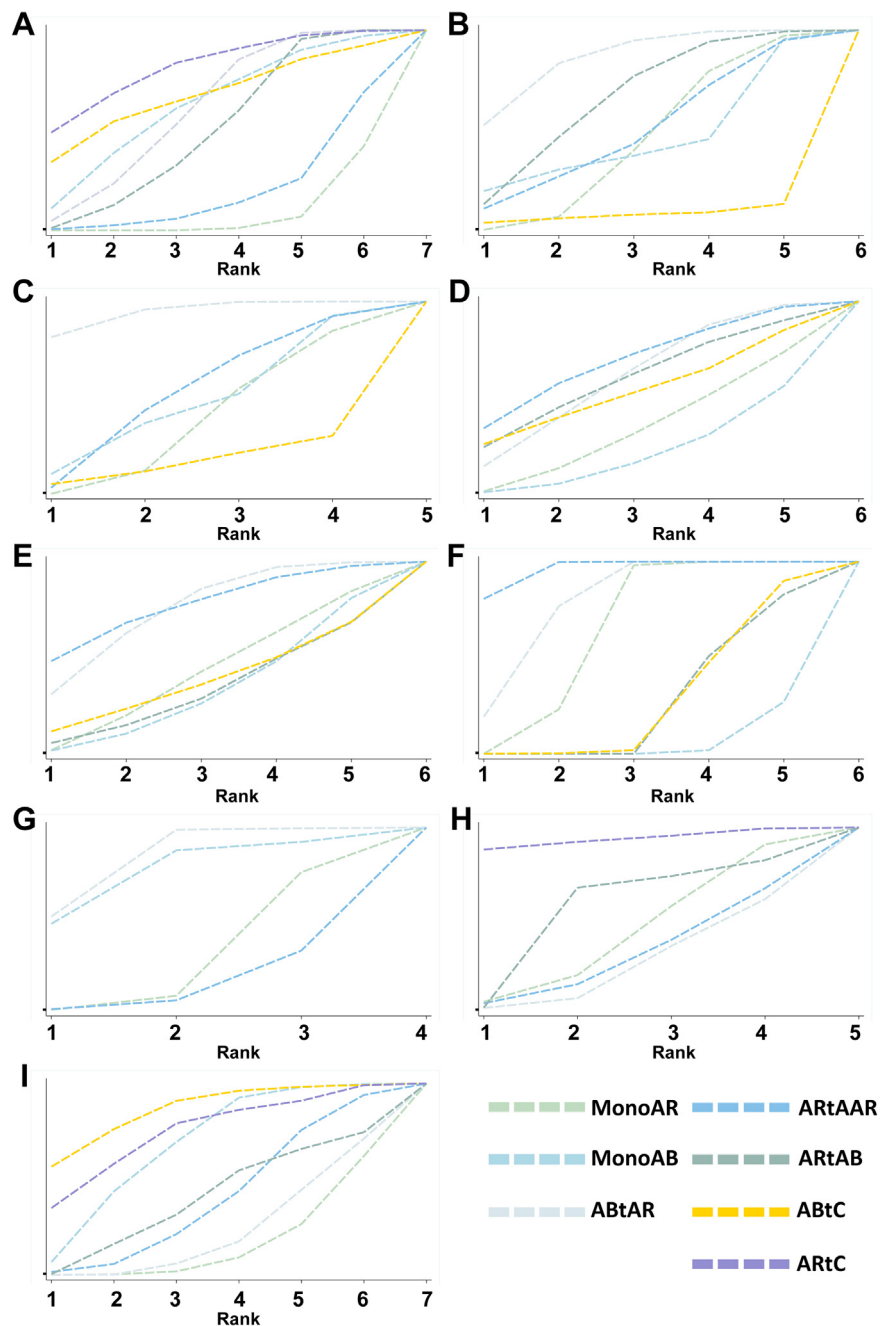 A
1 2 3 4 5 6 7
Rank
B
1 2 3 4 5 6
Rank
C
1 2 3 4 5
Rank
D
1 2 3 4 5 6
Rank
E
1 2 3 4 5 6
Rank
F
1 2 3 4 5 6
Rank
G
1 2 3 4
Rank
H
1 2 3 4 5
Rank
I
1 2 3 4 5 6 7
Rank
MonoAR
ARtAAR
MonoAB
ARtAB
ABtAR
ABtC
ARtC